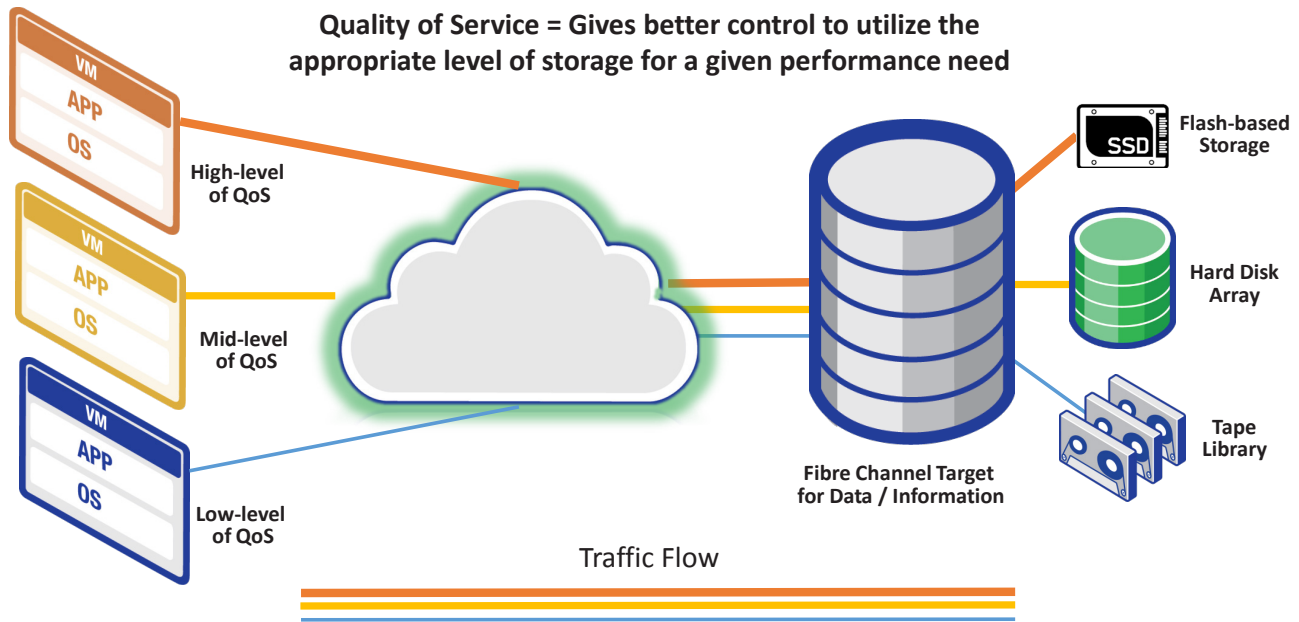 Quality of Service = Gives better control to utilize the
appropriate level of storage for a given performance need
VM
APP
OS
High-level
of QoS
VM
APP
OS
Mid-level
of QoS
VM
APP
OS
Low-level
of QoS
Fibre Channel Target
for Data / Information
SSD
Flash-based
Storage
Hard Disk
Array
Tape
Library
Traffic Flow